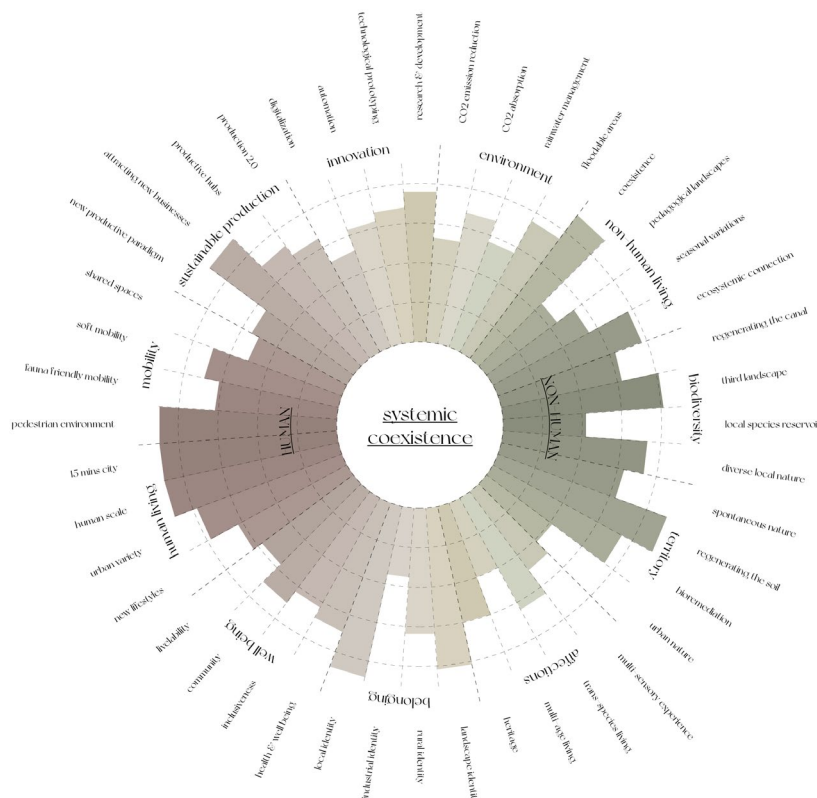 systemic
coexistence
HUMAN
NON-HUMAN
innovation
environment
non human living
biodiversity
territory
affections
belonging
well being
human living
mobility
sustainable production
research & development
CO2 emission reduction
CO2 absorption
rainwater management
floodable areas
coexistence
pedagogical landscapes
seasonal variations
ecosystemic connection
regenerating the canal
third landscape
local species reservoi
diverse local nature
spontaneous nature
regenerating the soil
bioremediation
urban nature
multi-sensory experience
trans-species living
multi-age living
heritage
landscape identi
rural identity
industrial identity
local identity
health & well being
inclusiveness
community
livelability
new lifestyles
urban variety
human scale
15 mins city
pedestrian environment
fauna friendly mobility
soft mobility
shared spaces
new productive paradigm
attracting new businesses
productive hubs
production 2.0
digitalization
automation
technological prototyping